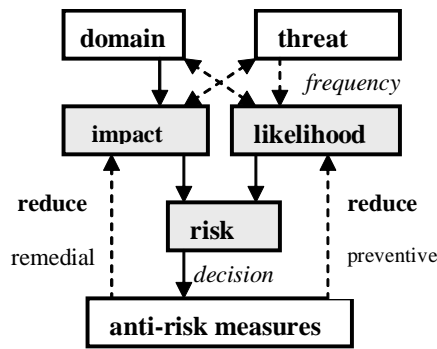 domain
threat
frequency
impact
likelihood
reduce
reduce
risk
remedial
preventive
decision
anti-risk measures